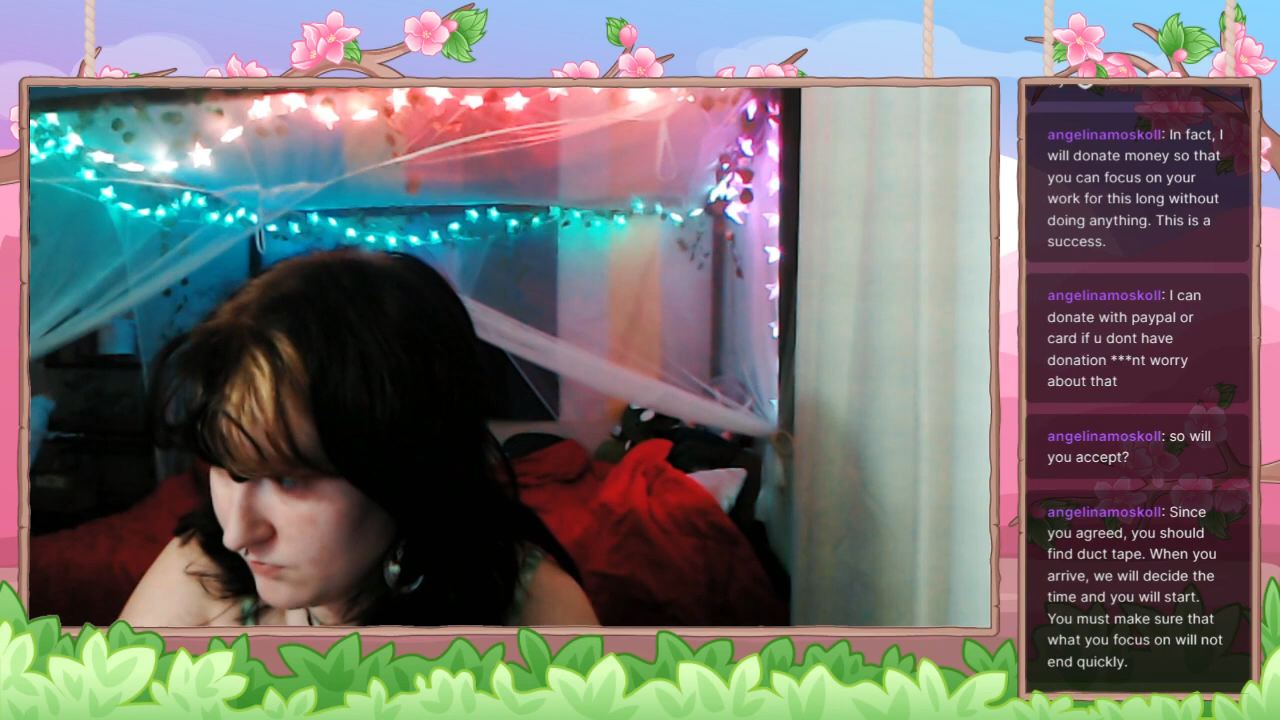 angelinamoskoll: In fact, I
will donate money so that
you can focus on your
work for this long without
doing anything. This is a
success.
angelinamoskoll: I can
donate with paypal or
card if u dont have
donation ***nt worry
about that
angelinamoskoll: so will
you accept?
angelinamoskoll: Since
you agreed, you should
find duct tape. When you
arrive, we will decide the
time and you will start.
You must make sure that
what you focus on will not
end quickly.